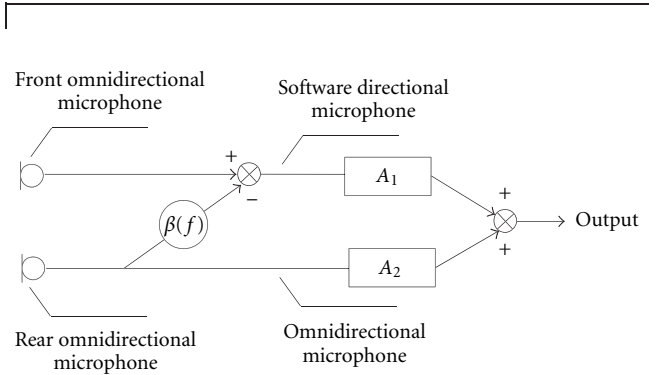 Front omnidirectional
microphone
Software directional
microphone
+
−
A1
+
Output
+
β(f)
A2
Rear omnidirectional
microphone
Omnidirectional
microphone